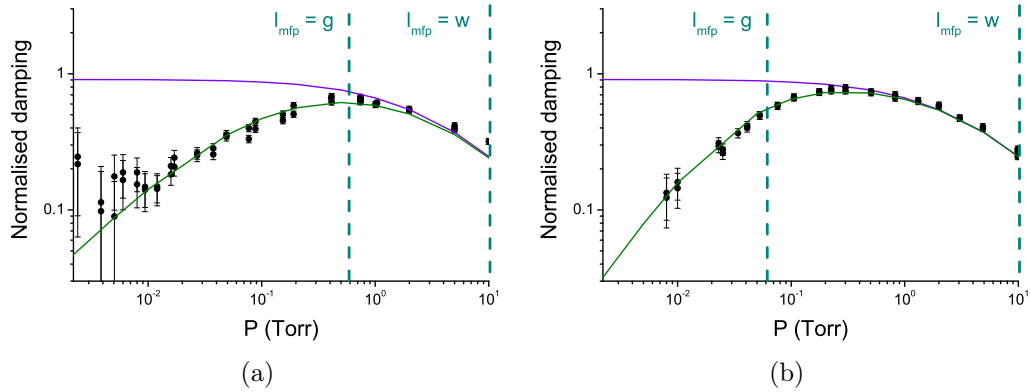 l_mfp = g
l_mfp = w
Normalised damping
1
0.1
10^-2
10^-1
10^0
10^1
P (Torr)
(a)
l_mfp = g
l_mfp = w
Normalised damping
1
0.1
10^-2
10^-1
10^0
10^1
P (Torr)
(b)